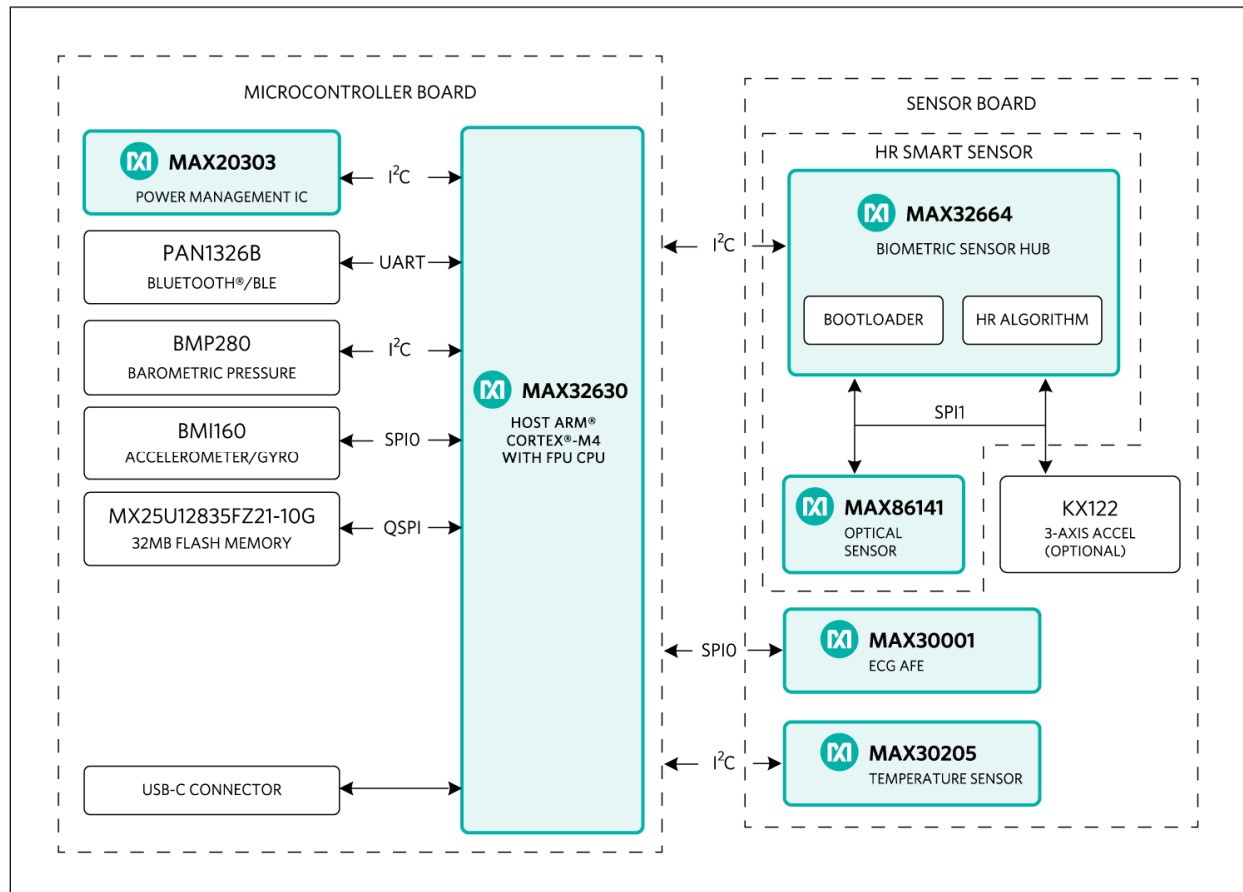 MICROCONTROLLER BOARD
MAX20303
POWER MANAGEMENT IC
I²C
PAN1326B
BLUETOOTH®/BLE
UART
BMP280
BAROMETRIC PRESSURE
I²C
BMI160
ACCELEROMETER/GYRO
SPI0
MX25U12835FZ21-10G
32MB FLASH MEMORY
QSPI
USB-C CONNECTOR
MAX32630
HOST ARM®
CORTEX®-M4
WITH FPU CPU
I²C
SPI0
I²C
SENSOR BOARD
HR SMART SENSOR
MAX32664
BIOMETRIC SENSOR HUB
BOOTLOADER
HR ALGORITHM
SPI1
MAX86141
OPTICAL
SENSOR
KX122
3-AXIS ACCEL
(OPTIONAL)
MAX30001
ECG AFE
MAX30205
TEMPERATURE SENSOR